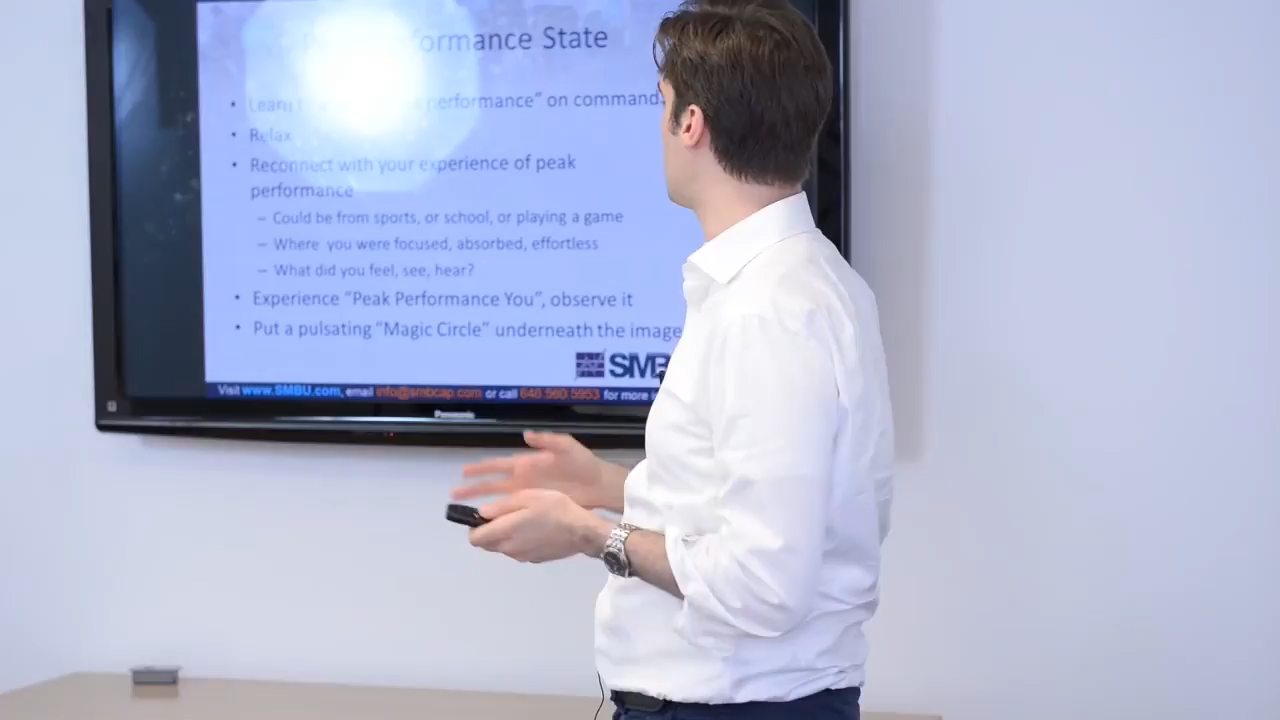 ormance State
• Learn performance" on command
• Relax
• Reconnect with your experience of peak
performance
– Could be from sports, or school, or playing a game
– Where you were focused, absorbed, effortless
– What did you feel, see, hear?
• Experience "Peak Performance You", observe it
• Put a pulsating "Magic Circle" underneath the image
SMB
Visit www.SMBU.com, email info@smbcap.com or call 646 560 5953 for more
Panasonic